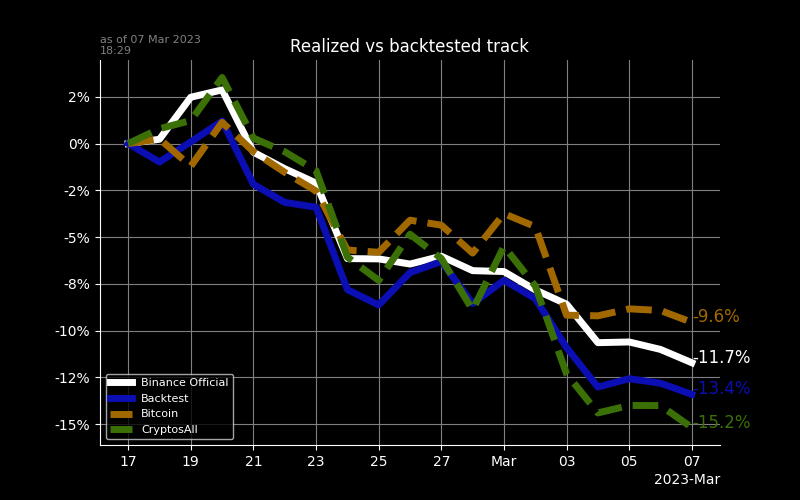 as of 07 Mar 2023
18:29
Realized vs backtested track
2%
0%
-2%
-5%
-8%
-10%
-12%
-15%
-9.6%
-11.7%
-13.4%
-15.2%
Binance Official
Backtest
Bitcoin
CryptosAll
17 19 21 23 25 27 Mar 03 05 07
2023-Mar